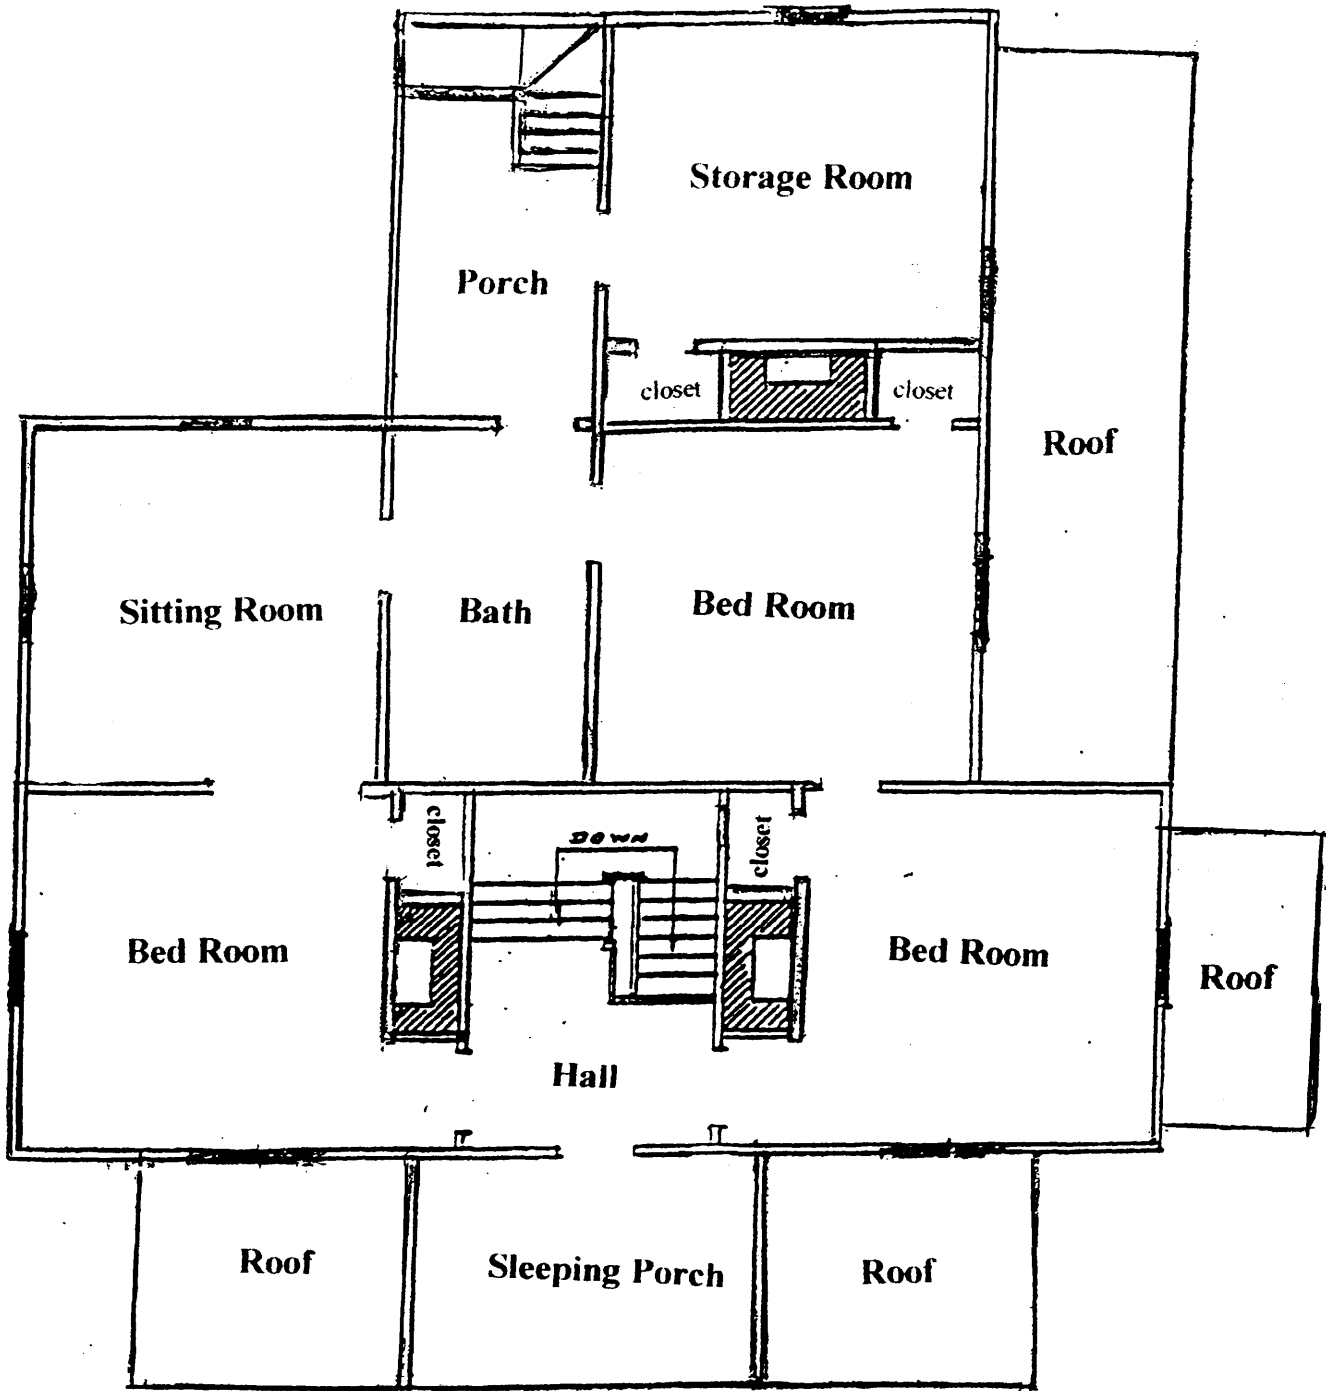 Storage Room
Porch
closet
closet
Roof
Sitting Room
Bath
Bed Room
closet
DOWN
closet
Bed Room
Bed Room
Roof
Hall
Roof
Sleeping Porch
Roof